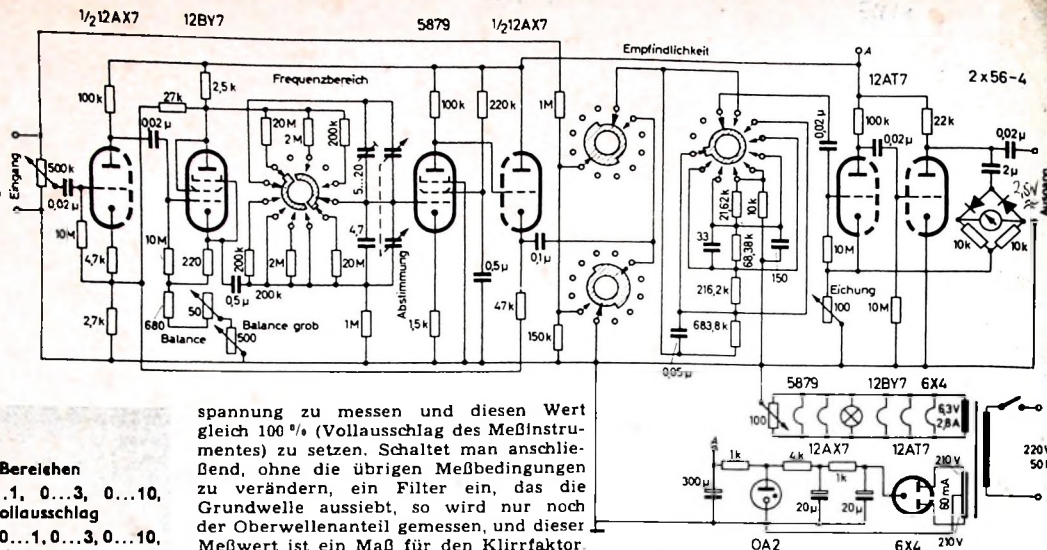 ½12AX7
12BY7
5879
½12AX7
Empfindlichkeit
A
12AT7
2 x 56-4
2,5k
Frequenzbereich
100k
27k
0,02 µ
20M
2M
200k
100k
220k
1M
0,02µ
100k
0,02µ
22k
0,02µ
2µ
Eingang
500k
0,02µ
5...20
21,62k
10k
2,5V
Ausgang
10M
4,7k
10M
220
200k
2M
20M
4,7
Abstimmung
0,5µ
0,1µ
33
68,38k
150
10M
10k
10k
0,5µ
200k
216,2k
Eichung
100
10M
2,7k
680
50
Balance grob
500
Balance
1M
1,5k
47k
150k
683,8k
0,05µ
5879
12BY7
6X4
100
6,3V
2,8A
12AX7
12AT7
220V
A
1k
4k
1k
210 V
60 mA
300µ
20µ
20µ
OA2
6X4
210V
Bereichen
..1, 0...3, 0...10,
ollausschlag
0...1, 0...3, 0...10,
spannung zu messen und diesen Wert
gleich 100 % (Vollausschlag des Meßinstru-
mentes) zu setzen. Schaltet man anschlie-
ßend, ohne die übrigen Meßbedingungen
zu verändern, ein Filter ein, das die
Grundwelle aussiebt, so wird nur noch
der Oberwellenanteil gemessen, und dieser
Meßwert ist ein Maß für den Klirrfaktor.